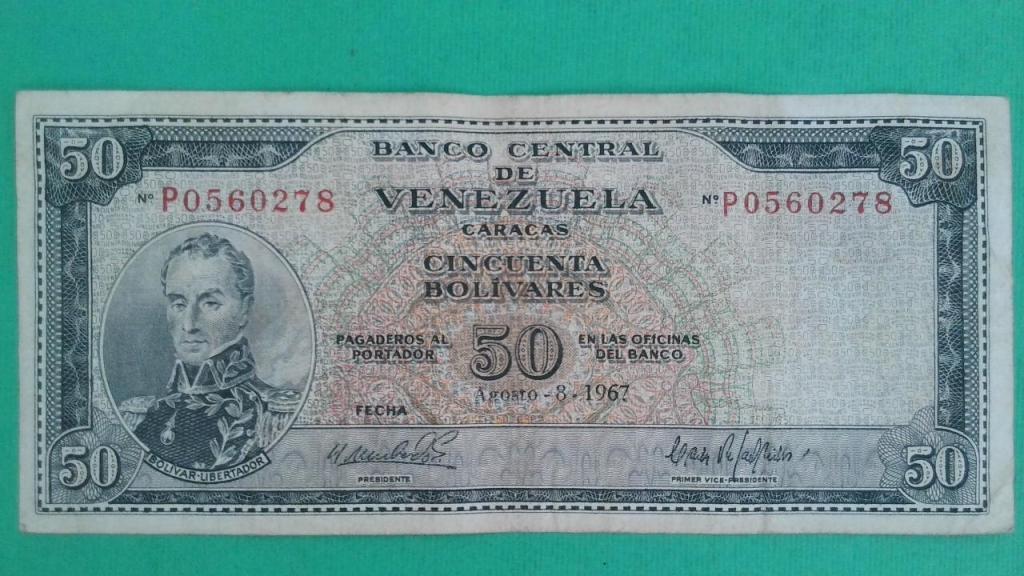 50 50
BANCO CENTRAL
DE
VENEZUELA
Nº P0560278 Nº P0560278
CARACAS
CINCUENTA
BOLÍVARES
PAGADEROS AL 50 EN LAS OFICINAS
PORTADOR DEL BANCO
Agosto - 8 - 1967
FECHA
BOLIVAR-LIBERTADOR
PRESIDENTE PRIMER VICE-PRESIDENTE
50 50